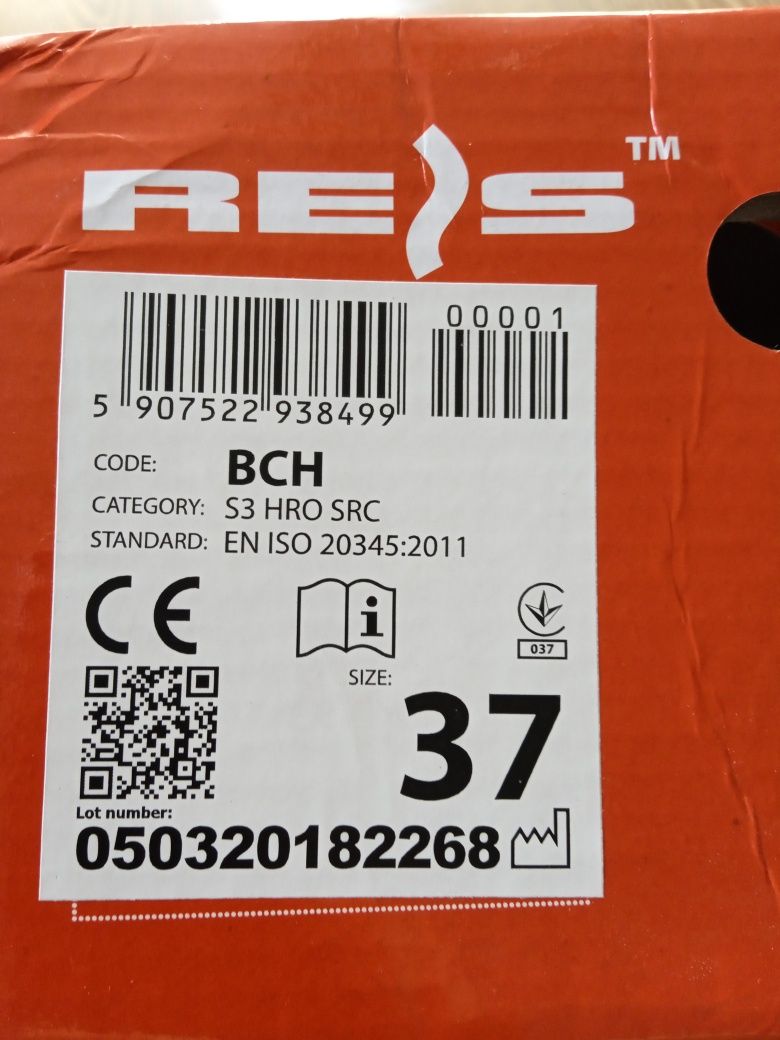 REIS™
00001
5 907522 938499
CODE: BCH
CATEGORY: S3 HRO SRC
STANDARD: EN ISO 20345:2011
CE
i
037
SIZE:
37
Lot number:
050320182268